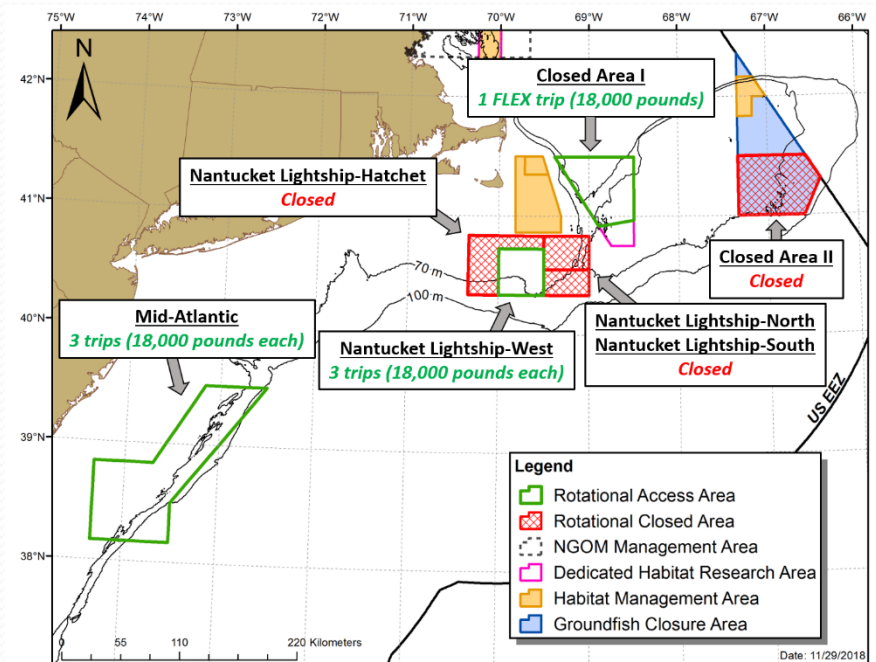 75°W 74°W 73°W 72°W 71°W 70°W 69°W 68°W 67°W 66°W
N
42°N
41°N
40°N
39°N
38°N
Closed Area I
1 FLEX trip (18,000 pounds)
Nantucket Lightship-Hatchet
Closed
Closed Area II
Closed
70 m
100 m
Mid-Atlantic
3 trips (18,000 pounds each)
Nantucket Lightship-West
3 trips (18,000 pounds each)
Nantucket Lightship-North
Nantucket Lightship-South
Closed
US EEZ
Legend
Rotational Access Area
Rotational Closed Area
NGOM Management Area
Dedicated Habitat Research Area
Habitat Management Area
Groundfish Closure Area
0 55 110 220 Kilometers
Date: 11/29/2018